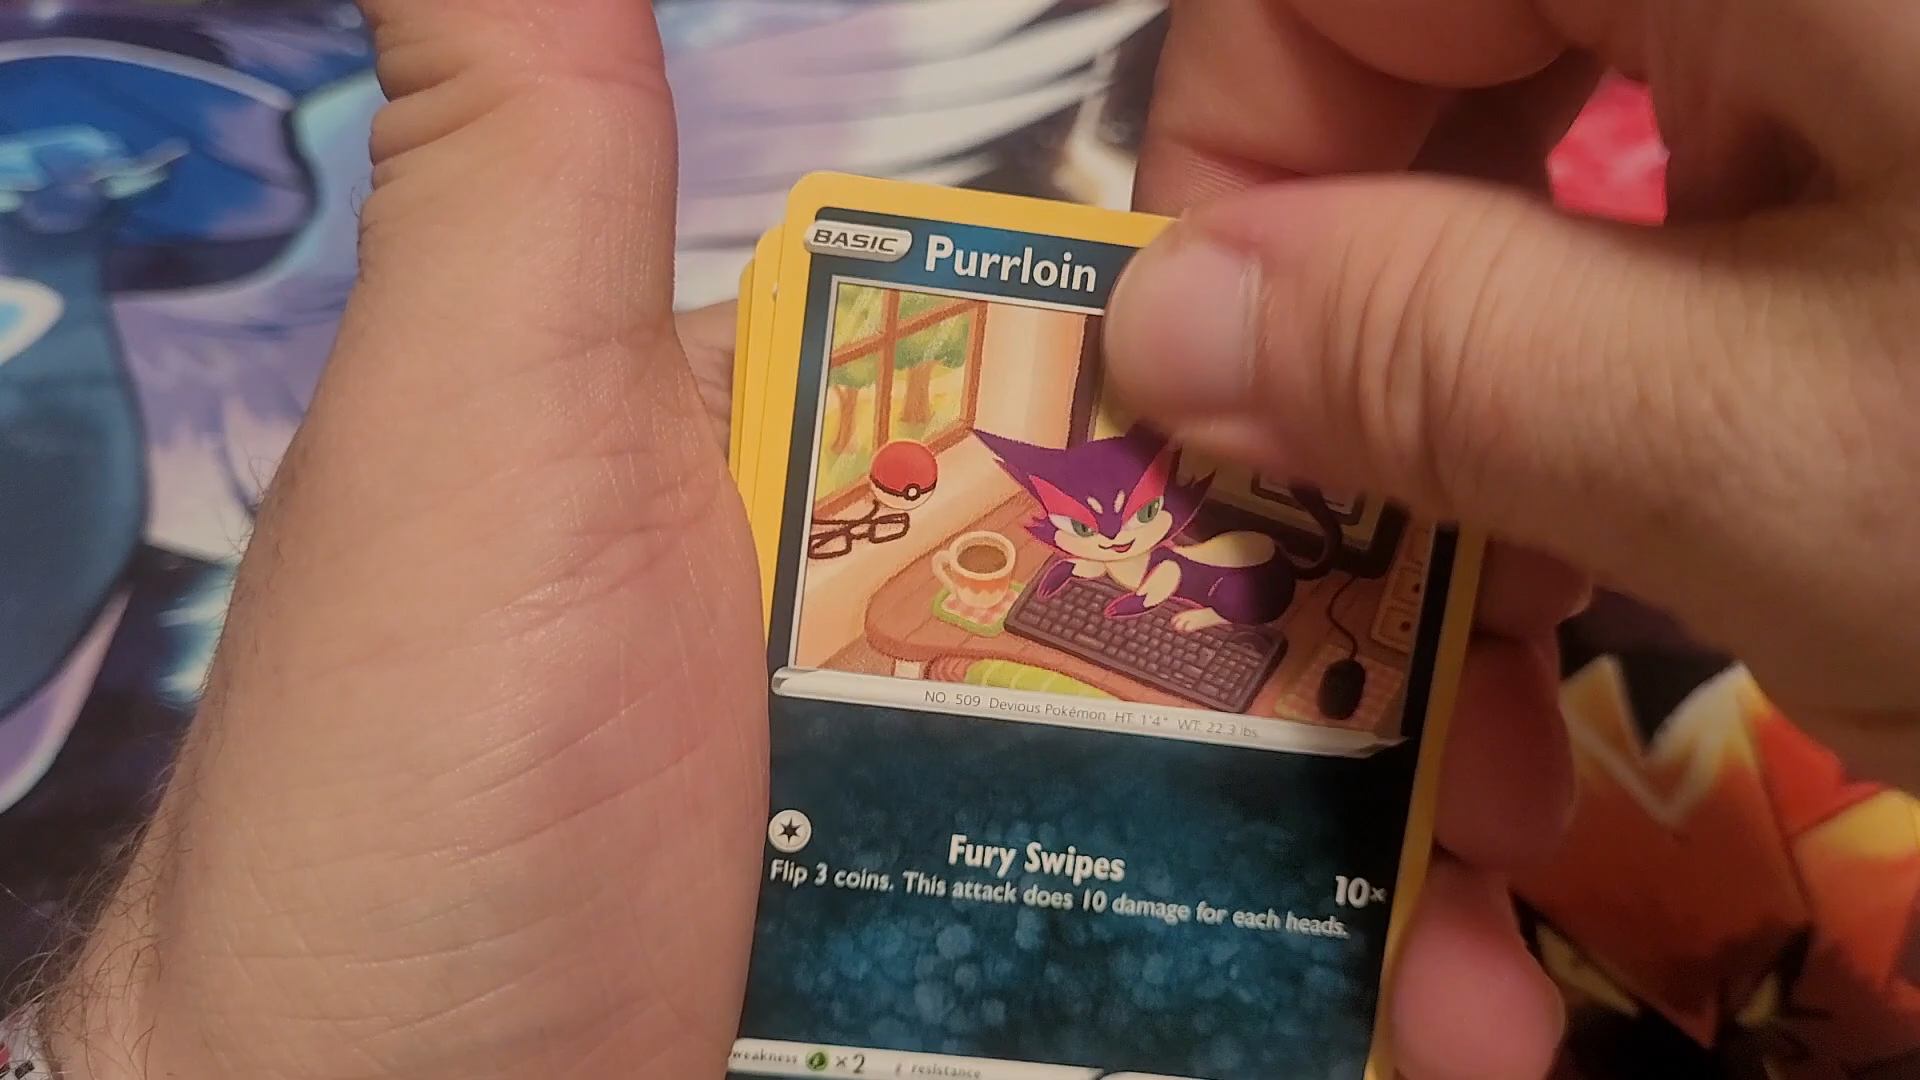 BASIC Purrloin
NO. 509 Devious Pokémon HT: 1'4" WT: 22.3 lbs.
Fury Swipes 10×
Flip 3 coins. This attack does 10 damage for each heads.
weakness ×2 resistance